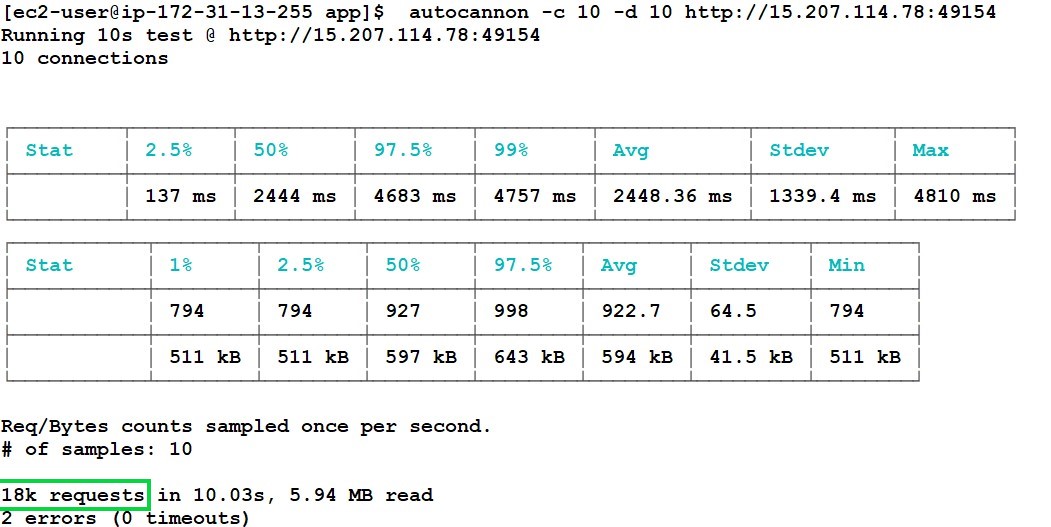 [ec2-user@ip-172-31-13-255 app]$ autocannon -c 10 -d 10 http://15.207.114.78:49154
Running 10s test @ http://15.207.114.78:49154
10 connections
Stat 2.5% 50% 97.5% 99% Avg Stdev Max
137 ms 2444 ms 4683 ms 4757 ms 2448.36 ms 1339.4 ms 4810 ms
Stat 1% 2.5% 50% 97.5% Avg Stdev Min
794 794 927 998 922.7 64.5 794
511 kB 511 kB 597 kB 643 kB 594 kB 41.5 kB 511 kB
Req/Bytes counts sampled once per second.
# of samples: 10
18k requests in 10.03s, 5.94 MB read
2 errors (0 timeouts)